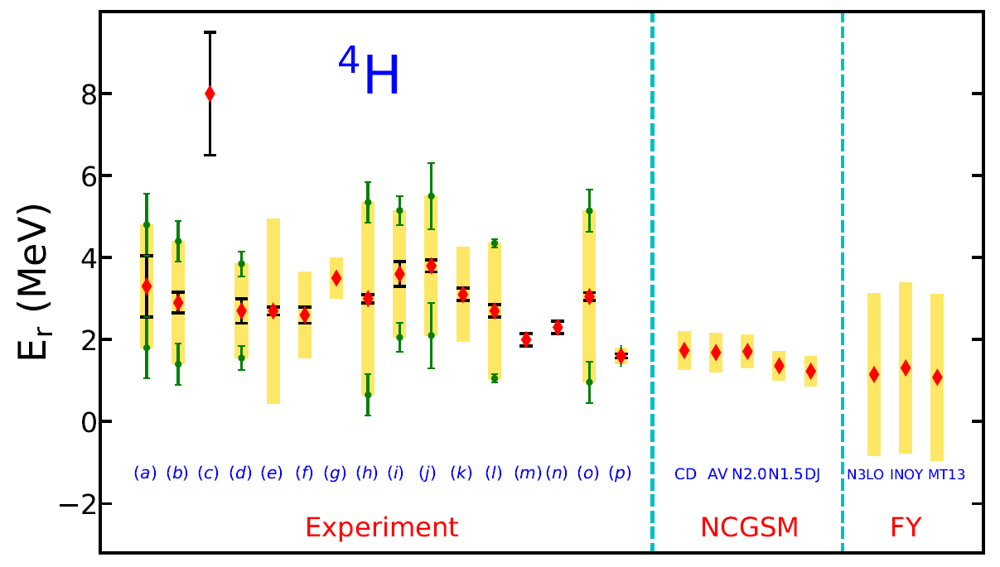 ⁴H
8
6
4
2
0
−2
E_r (MeV)
(a) (b) (c) (d) (e) (f) (g) (h) (i) (j) (k) (l) (m) (n) (o) (p) CD AV N2.0 N1.5 DJ N3LO INOY MT13
Experiment NCGSM FY